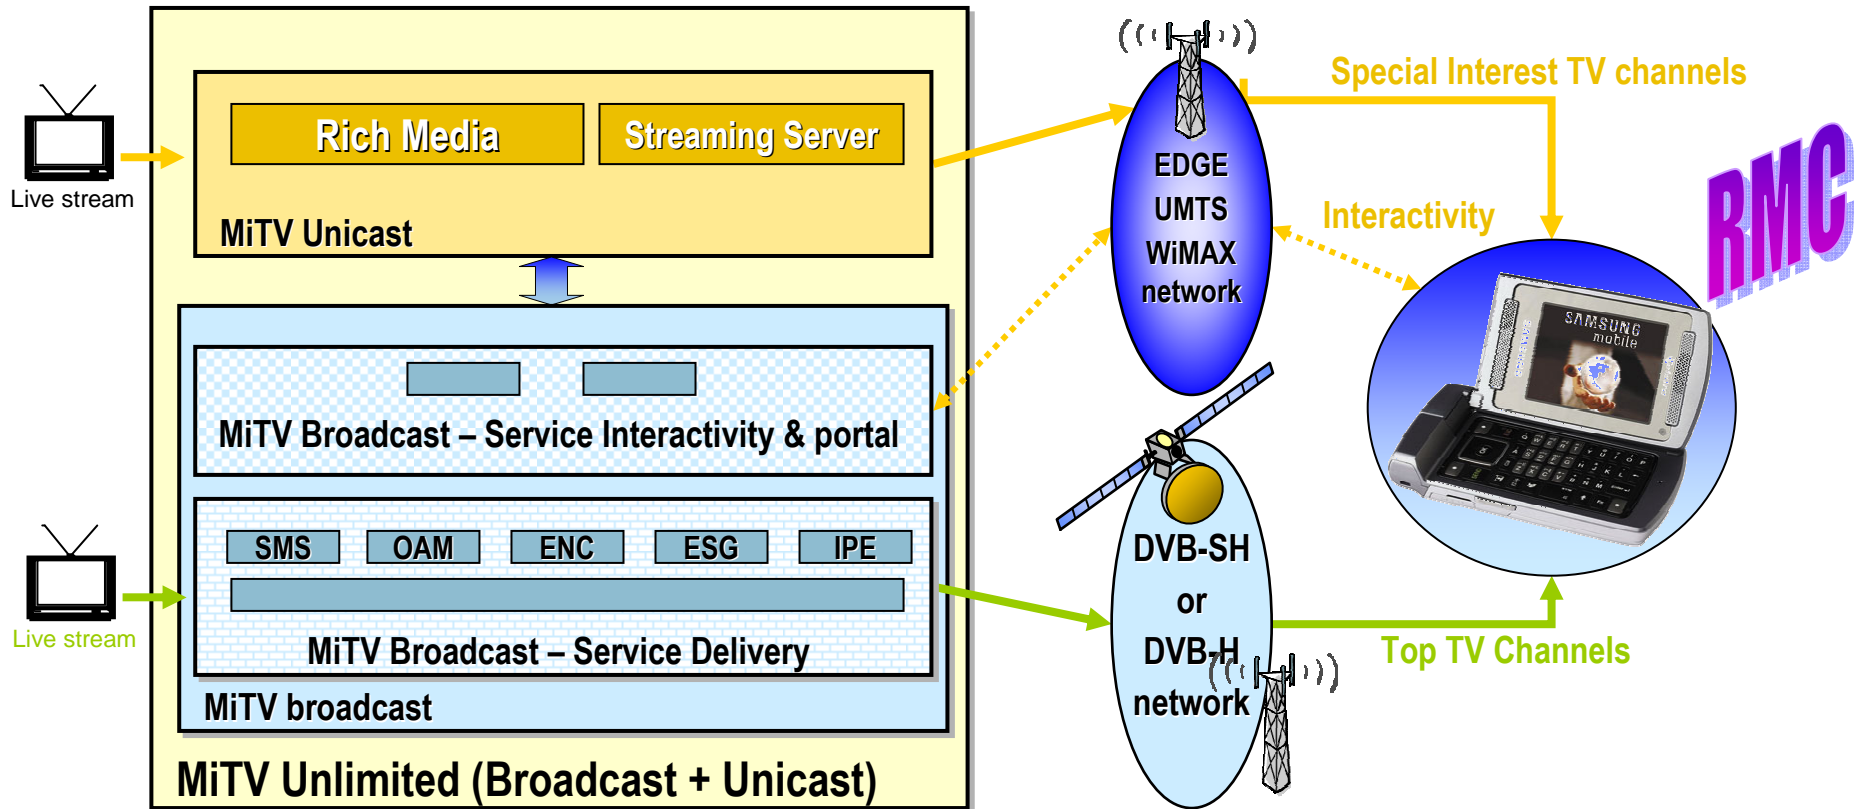 Special Interest TV channels
Rich Media
Streaming Server
Live stream
MiTV Unicast
EDGE
UMTS
WiMAX
network
Interactivity
RMC
SAMSUNG
mobile
MiTV Broadcast – Service Interactivity & portal
SMS
OAM
ENC
ESG
IPE
Live stream
MiTV Broadcast – Service Delivery
MiTV broadcast
DVB-SH
or
DVB-H
network
Top TV Channels
MiTV Unlimited (Broadcast + Unicast)